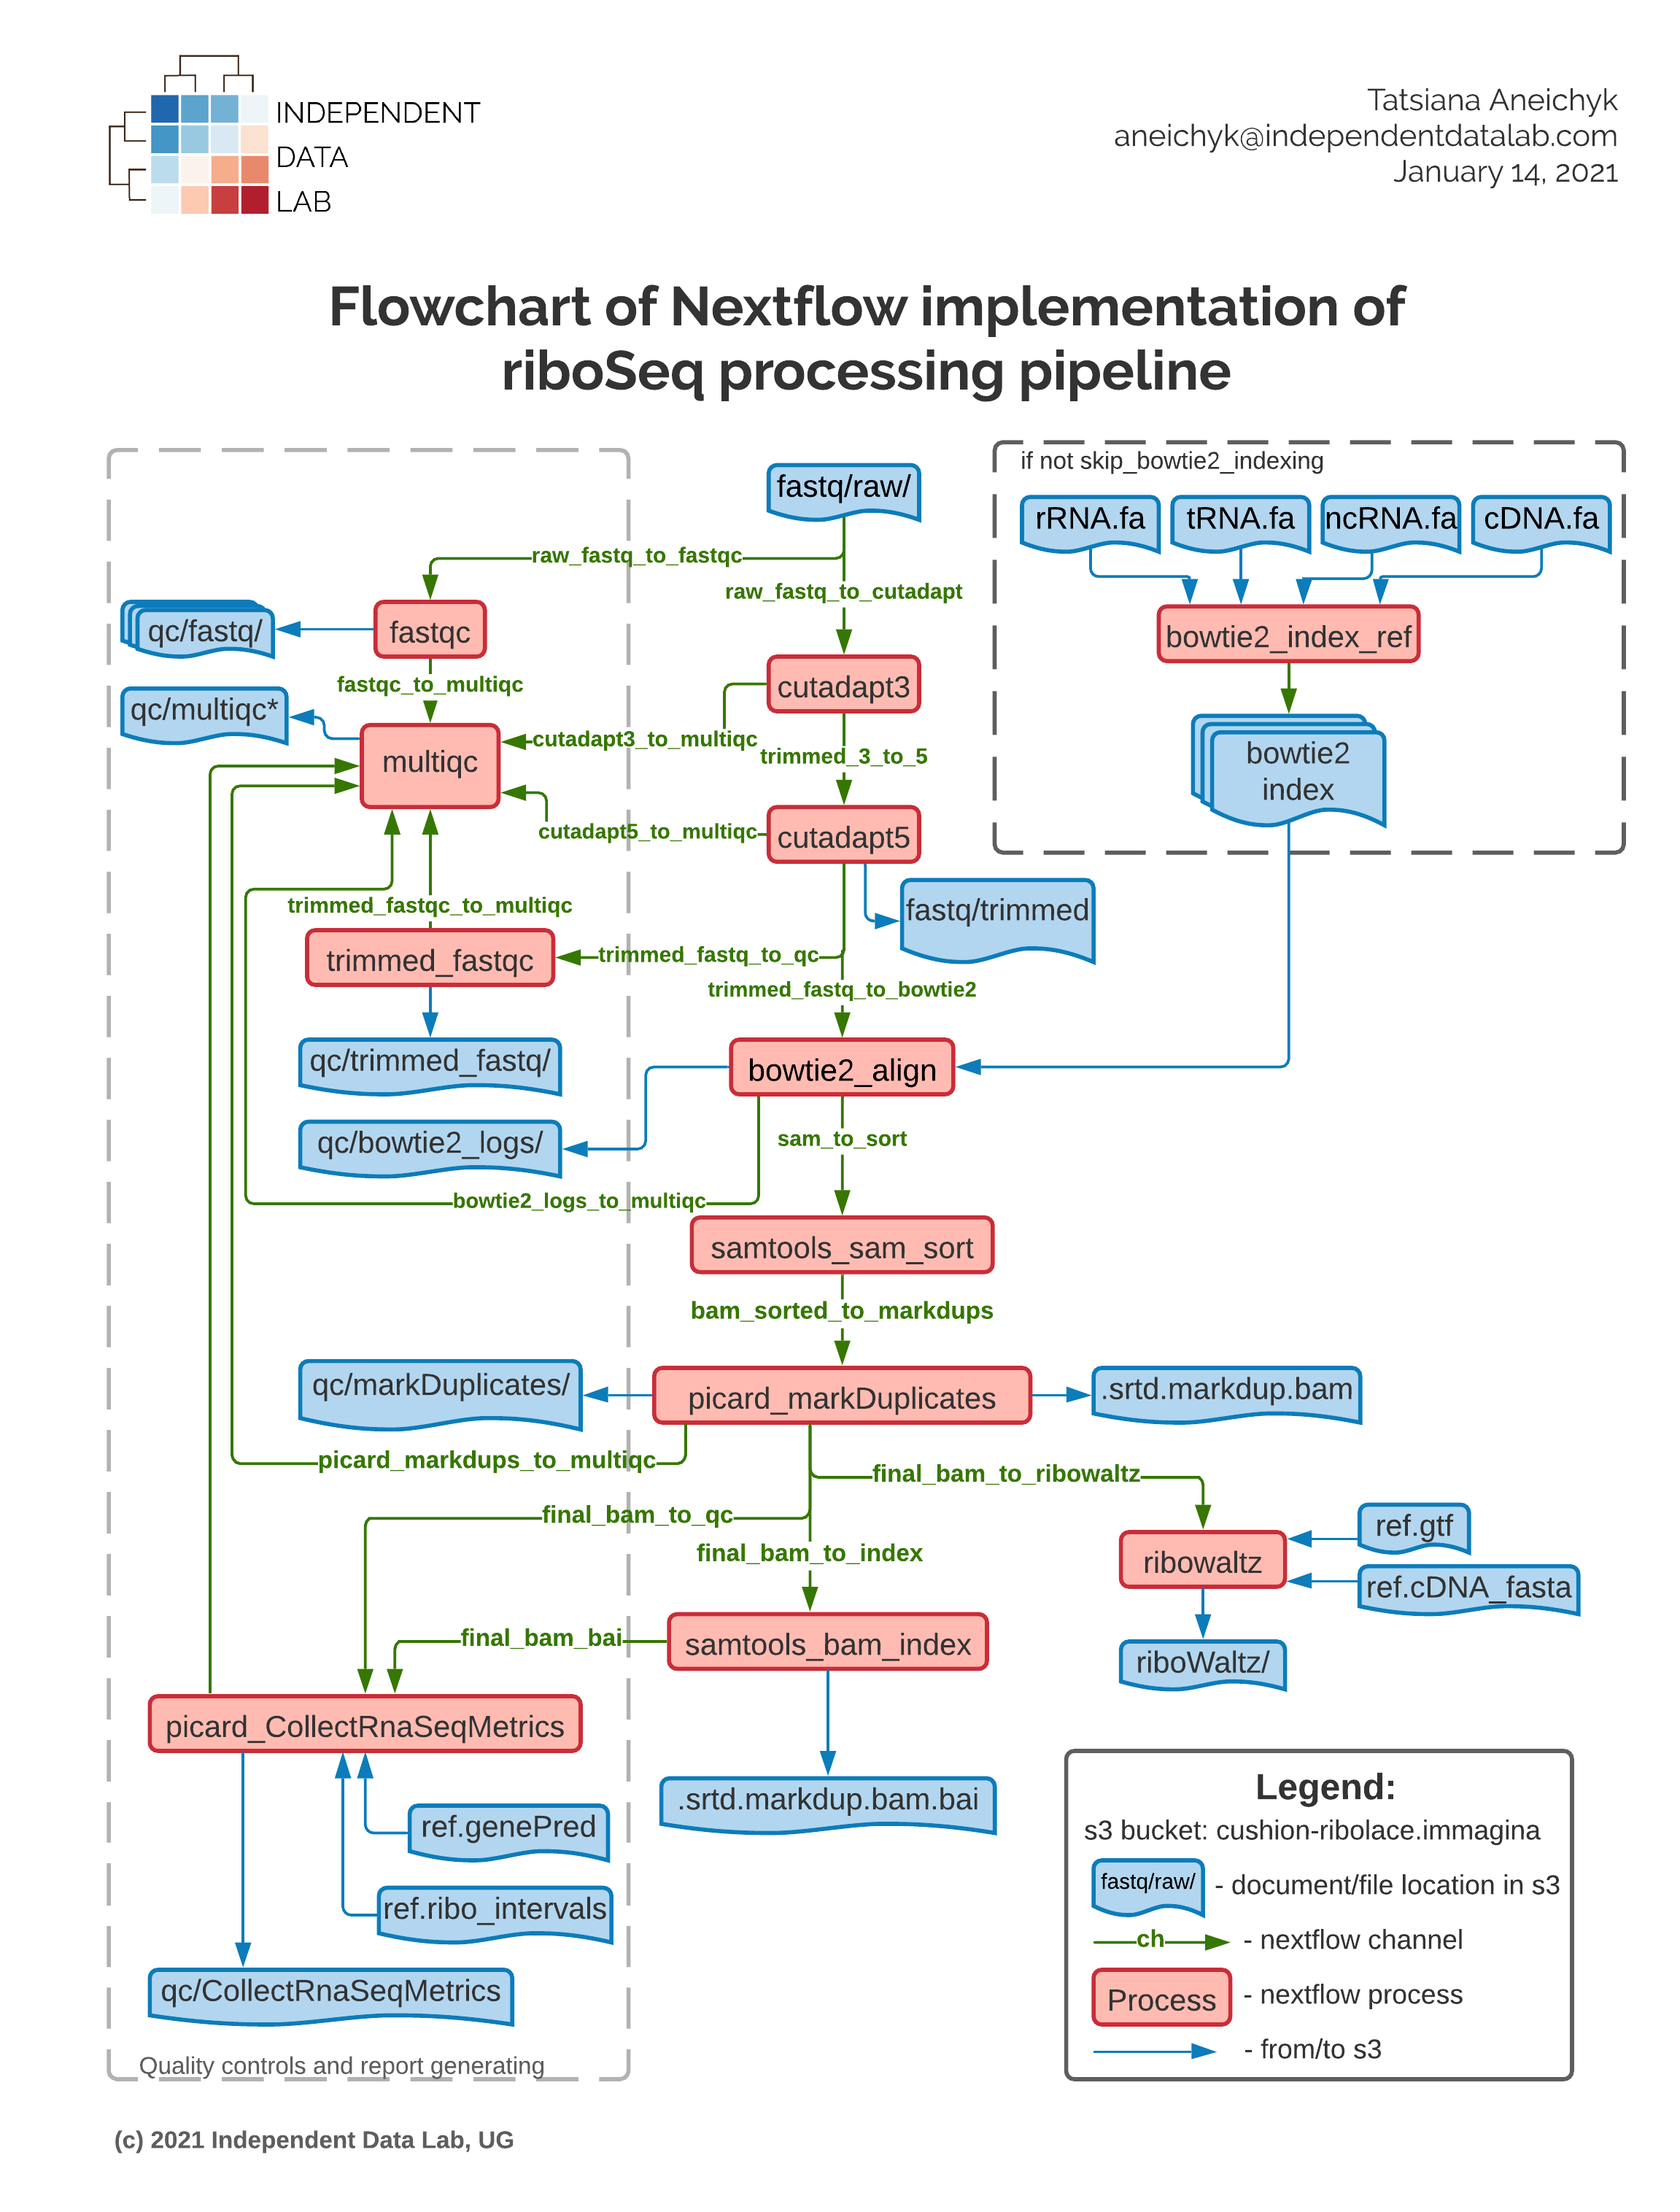 INDEPENDENT
DATA
LAB
Tatsiana Aneichyk
aneichyk@independentdatalab.com
January 14, 2021
Flowchart of Nextflow implementation of
riboSeq processing pipeline
if not skip_bowtie2_indexing
fastq/raw/
rRNA.fa
tRNA.fa
ncRNA.fa
cDNA.fa
raw_fastq_to_fastqc
raw_fastq_to_cutadapt
qc/fastq/
fastqc
bowtie2_index_ref
fastqc_to_multiqc
cutadapt3
qc/multiqc*
cutadapt3_to_multiqc
trimmed_3_to_5
multiqc
bowtie2
index
cutadapt5_to_multiqc
cutadapt5
trimmed_fastqc_to_multiqc
fastq/trimmed
trimmed_fastqc
trimmed_fastq_to_qc
trimmed_fastq_to_bowtie2
qc/trimmed_fastq/
bowtie2_align
qc/bowtie2_logs/
sam_to_sort
bowtie2_logs_to_multiqc
samtools_sam_sort
bam_sorted_to_markdups
qc/markDuplicates/
picard_markDuplicates
.srtd.markdup.bam
picard_markdups_to_multiqc
final_bam_to_ribowaltz
final_bam_to_qc
final_bam_to_index
ref.gtf
ribowaltz
ref.cDNA_fasta
final_bam_bai
samtools_bam_index
riboWaltz/
picard_CollectRnaSeqMetrics
.srtd.markdup.bam.bai
ref.genePred
ref.ribo_intervals
qc/CollectRnaSeqMetrics
Quality controls and report generating
Legend:
s3 bucket: cushion-ribolace.immagina
fastq/raw/
- document/file location in s3
ch
- nextflow channel
Process
- nextflow process
- from/to s3
(c) 2021 Independent Data Lab, UG